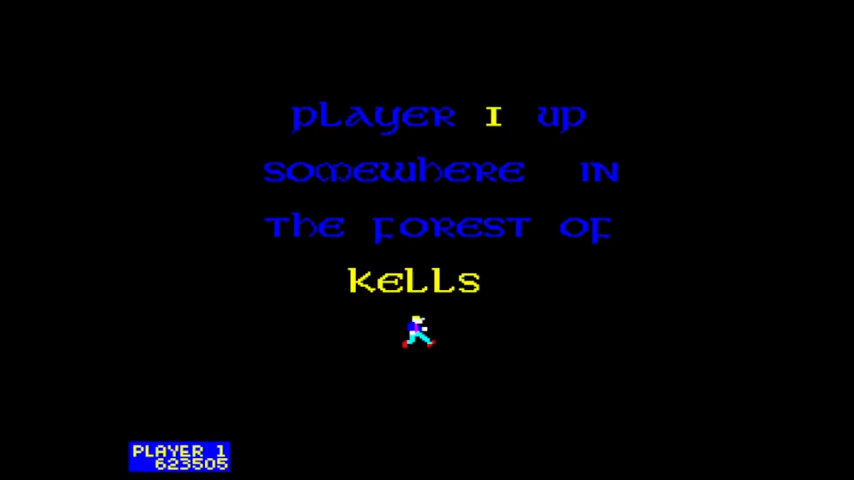 PLAYER I UP
SOMEWHERE IN
THE FOREST OF
KELLS
PLAYER 1
623505